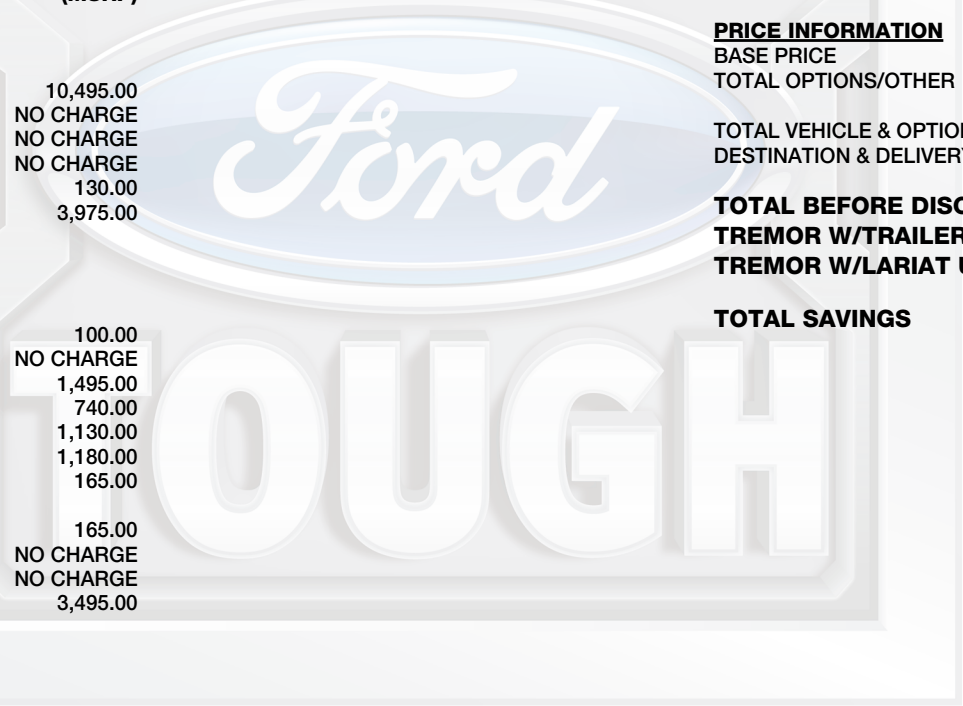 (MSRP)
10,495.00
NO CHARGE
NO CHARGE
NO CHARGE
130.00
3,975.00
100.00
NO CHARGE
1,495.00
740.00
1,130.00
1,180.00
165.00
165.00
NO CHARGE
NO CHARGE
3,495.00
PRICE INFORMATION
BASE PRICE
TOTAL OPTIONS/OTHER
TOTAL VEHICLE & OPTION
DESTINATION & DELIVERY
TOTAL BEFORE DISC
TREMOR W/TRAILER
TREMOR W/LARIAT U
TOTAL SAVINGS
Ford
TOUGH